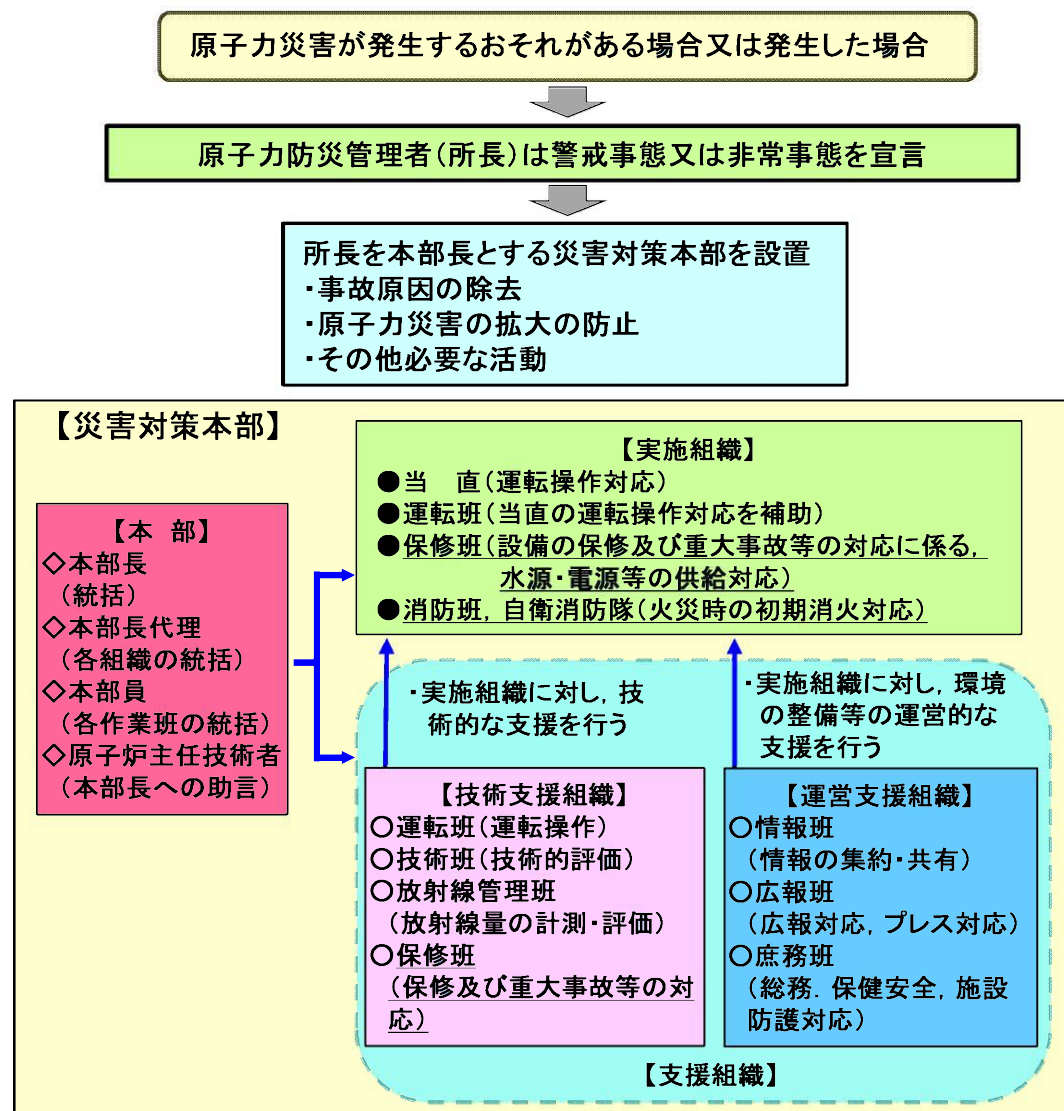 原子力災害が発生するおそれがある場合又は発生した場合
原子力防災管理者(所長)は警戒事態又は非常事態を宣言
所長を本部長とする災害対策本部を設置
・事故原因の除去
・原子力災害の拡大の防止
・その他必要な活動
【災害対策本部】
【本 部】
◇本部長
(統括)
◇本部長代理
(各組織の統括)
◇本部員
(各作業班の統括)
◇原子炉主任技術者
(本部長への助言)
【実施組織】
●当　直(運転操作対応)
●運転班(当直の運転操作対応を補助)
●保修班(設備の保修及び重大事故等の対応に係る,
水源・電源等の供給対応)
●消防班,自衛消防隊(火災時の初期消火対応)
・実施組織に対し,技
術的な支援を行う
・実施組織に対し,環境
の整備等の運営的な
支援を行う
【技術支援組織】
○運転班(運転操作)
○技術班(技術的評価)
○放射線管理班
(放射線量の計測・評価)
○保修班
(保修及び重大事故等の対
応)
【運営支援組織】
○情報班
(情報の集約・共有)
○広報班
(広報対応,プレス対応)
○庶務班
(総務.保健安全,施設
防護対応)
【支援組織】